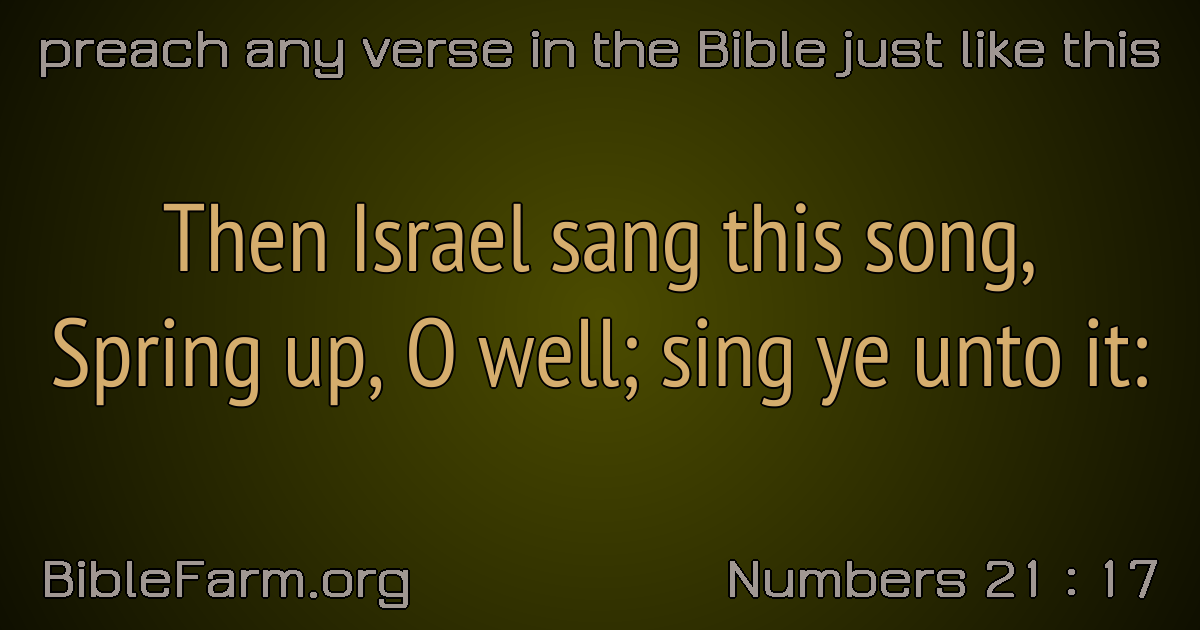 preach any verse in the Bible just like this
Then Israel sang this song,
Spring up, O well; sing ye unto it:
BibleFarm.org
Numbers 21 : 17